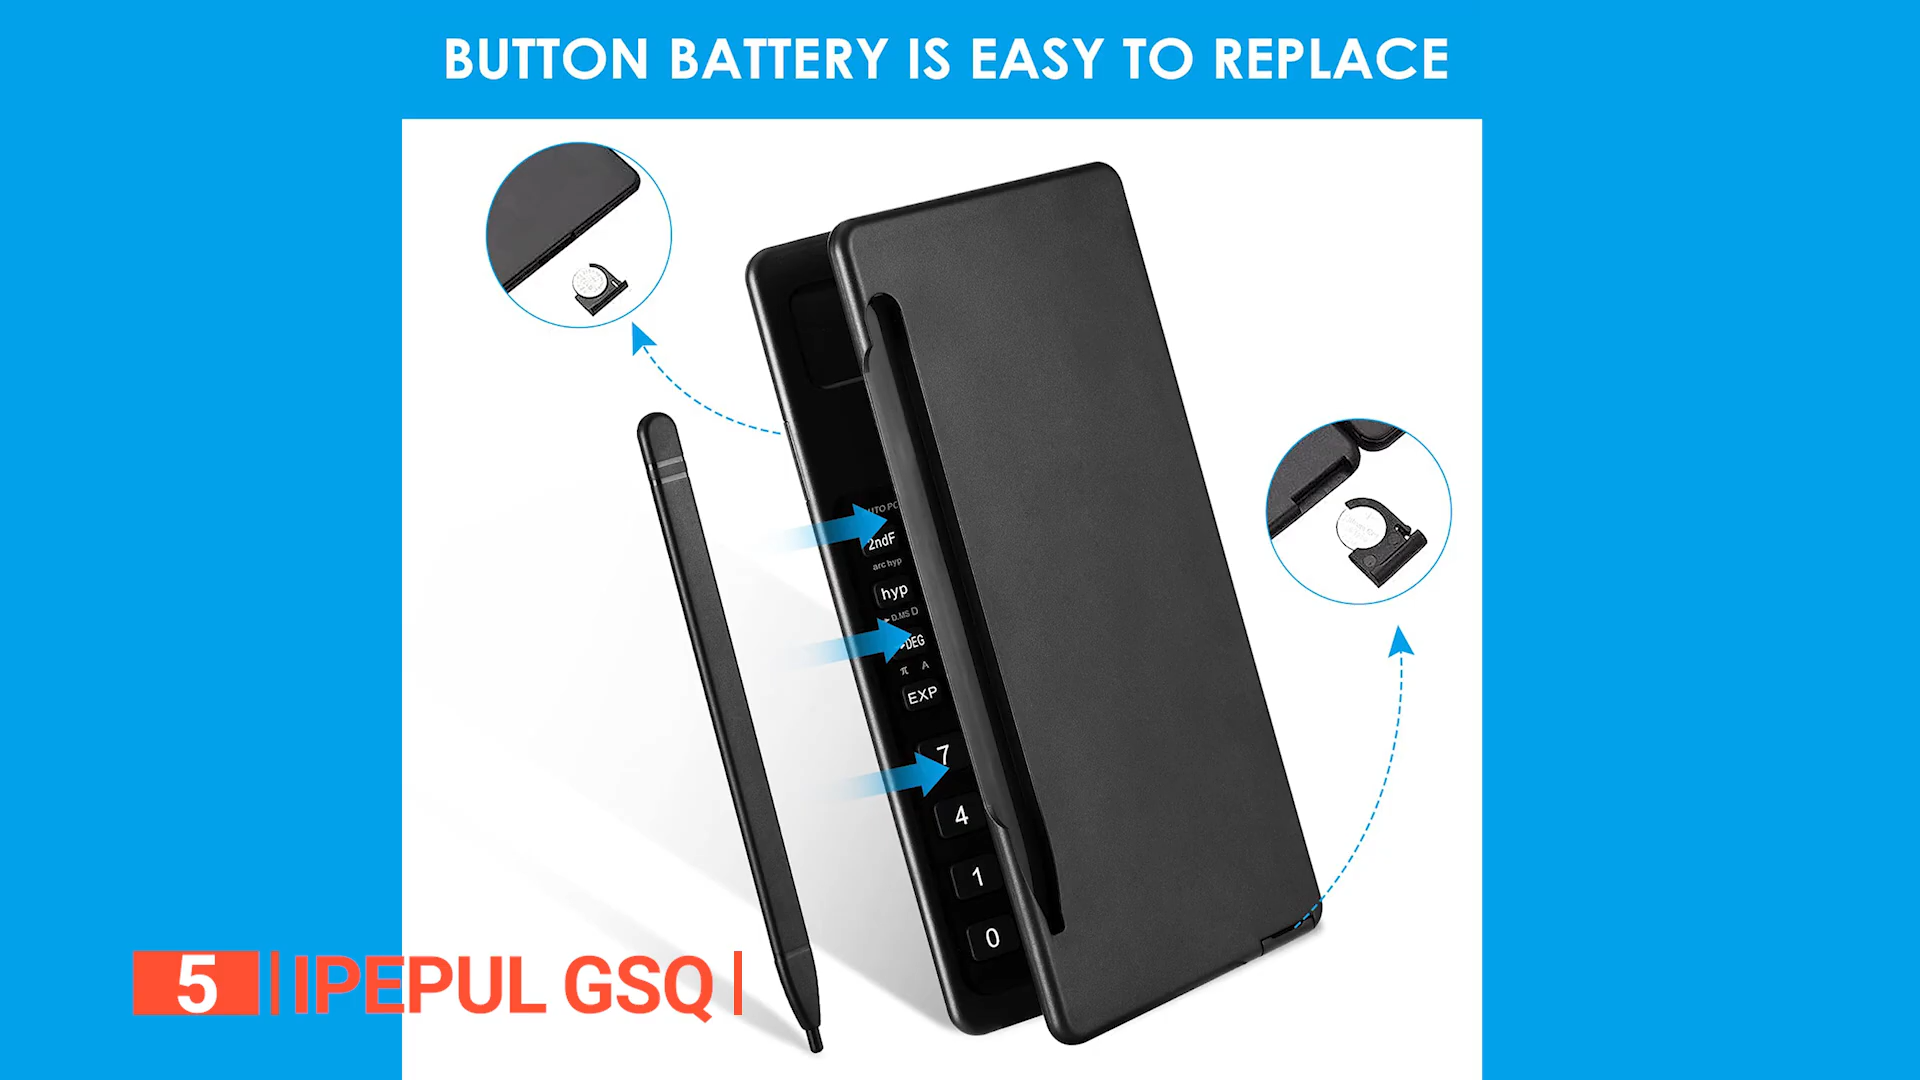 BUTTON BATTERY IS EASY TO REPLACE
2ndF
arc hyp
hyp
D.MS D
DEG
π A
EXP
7
4
1
0
5 IPEPUL GSQ